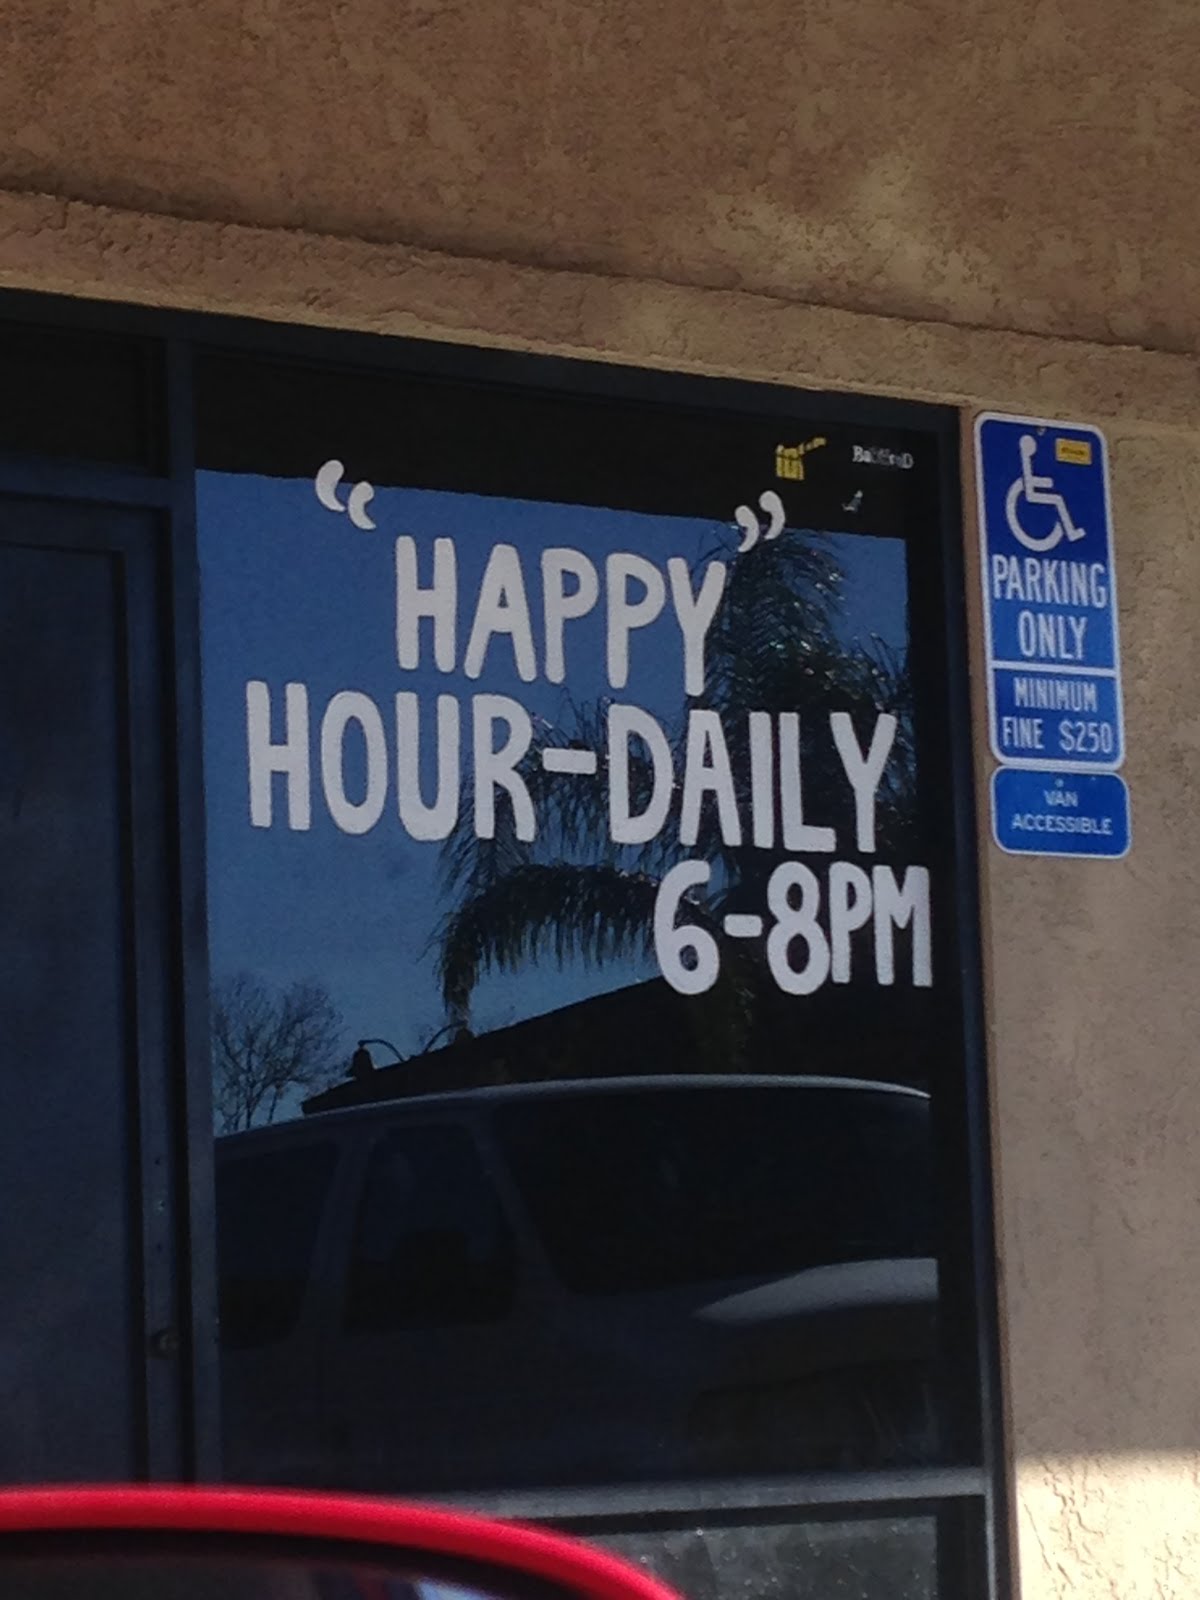 “HAPPY”
HOUR-DAILY
6-8PM
PARKING
ONLY
MINIMUM
FINE $250
VAN
ACCESSIBLE